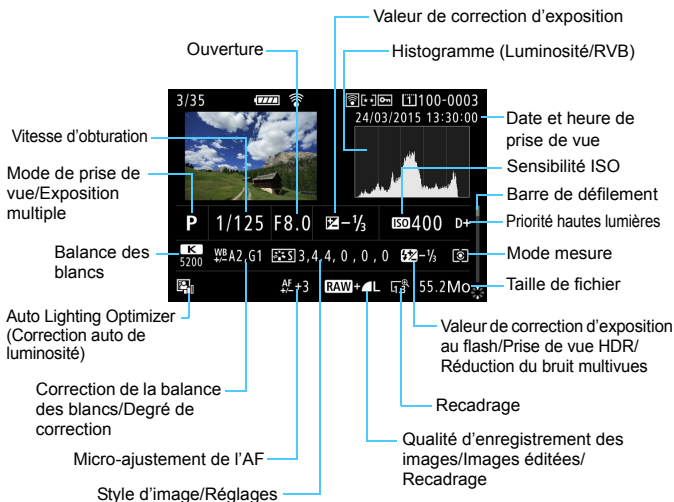 Valeur de correction d'exposition
Ouverture
Histogramme (Luminosité/RVB)
3/35
100-0003
24/03/2015 13:30:00
Date et heure de
prise de vue
Vitesse d'obturation
Sensibilité ISO
Mode de prise de
vue/Exposition
multiple
Barre de défilement
P 1/125 F8.0 -1/3 ISO 400 D+
Priorité hautes lumières
Balance des
blancs
K
5200
WB +/- A2,G1 S 3,4,4,0,0,0 -1/3
Mode mesure
AF +/- +3 RAW+L 1.3 55.2Mo
Taille de fichier
Auto Lighting Optimizer
(Correction auto de
luminosité)
Valeur de correction d'exposition
au flash/Prise de vue HDR/
Réduction du bruit multivues
Correction de la balance
des blancs/Degré de
correction
Recadrage
Qualité d'enregistrement des
images/Images éditées/
Recadrage
Micro-ajustement de l'AF
Style d'image/Réglages